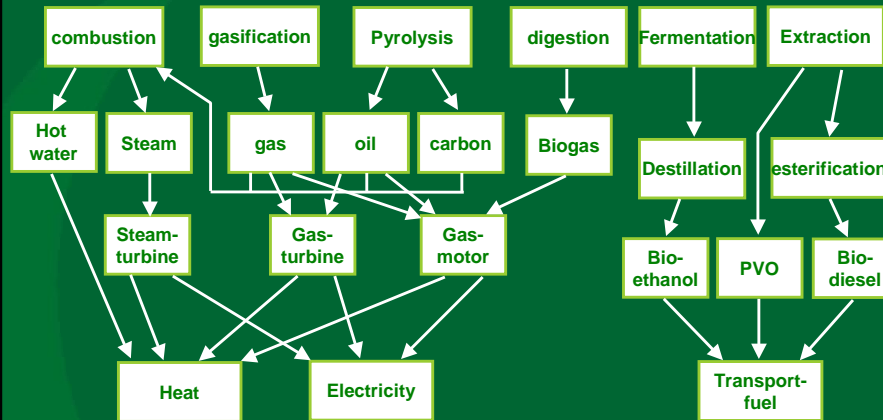 combustion
gasification
Pyrolysis
digestion
Fermentation
Extraction
Hot
water
Steam
gas
oil
carbon
Biogas
Destillation
esterification
Steam-
turbine
Gas-
turbine
Gas-
motor
Bio-
ethanol
PVO
Bio-
diesel
Heat
Electricity
Transport-
fuel